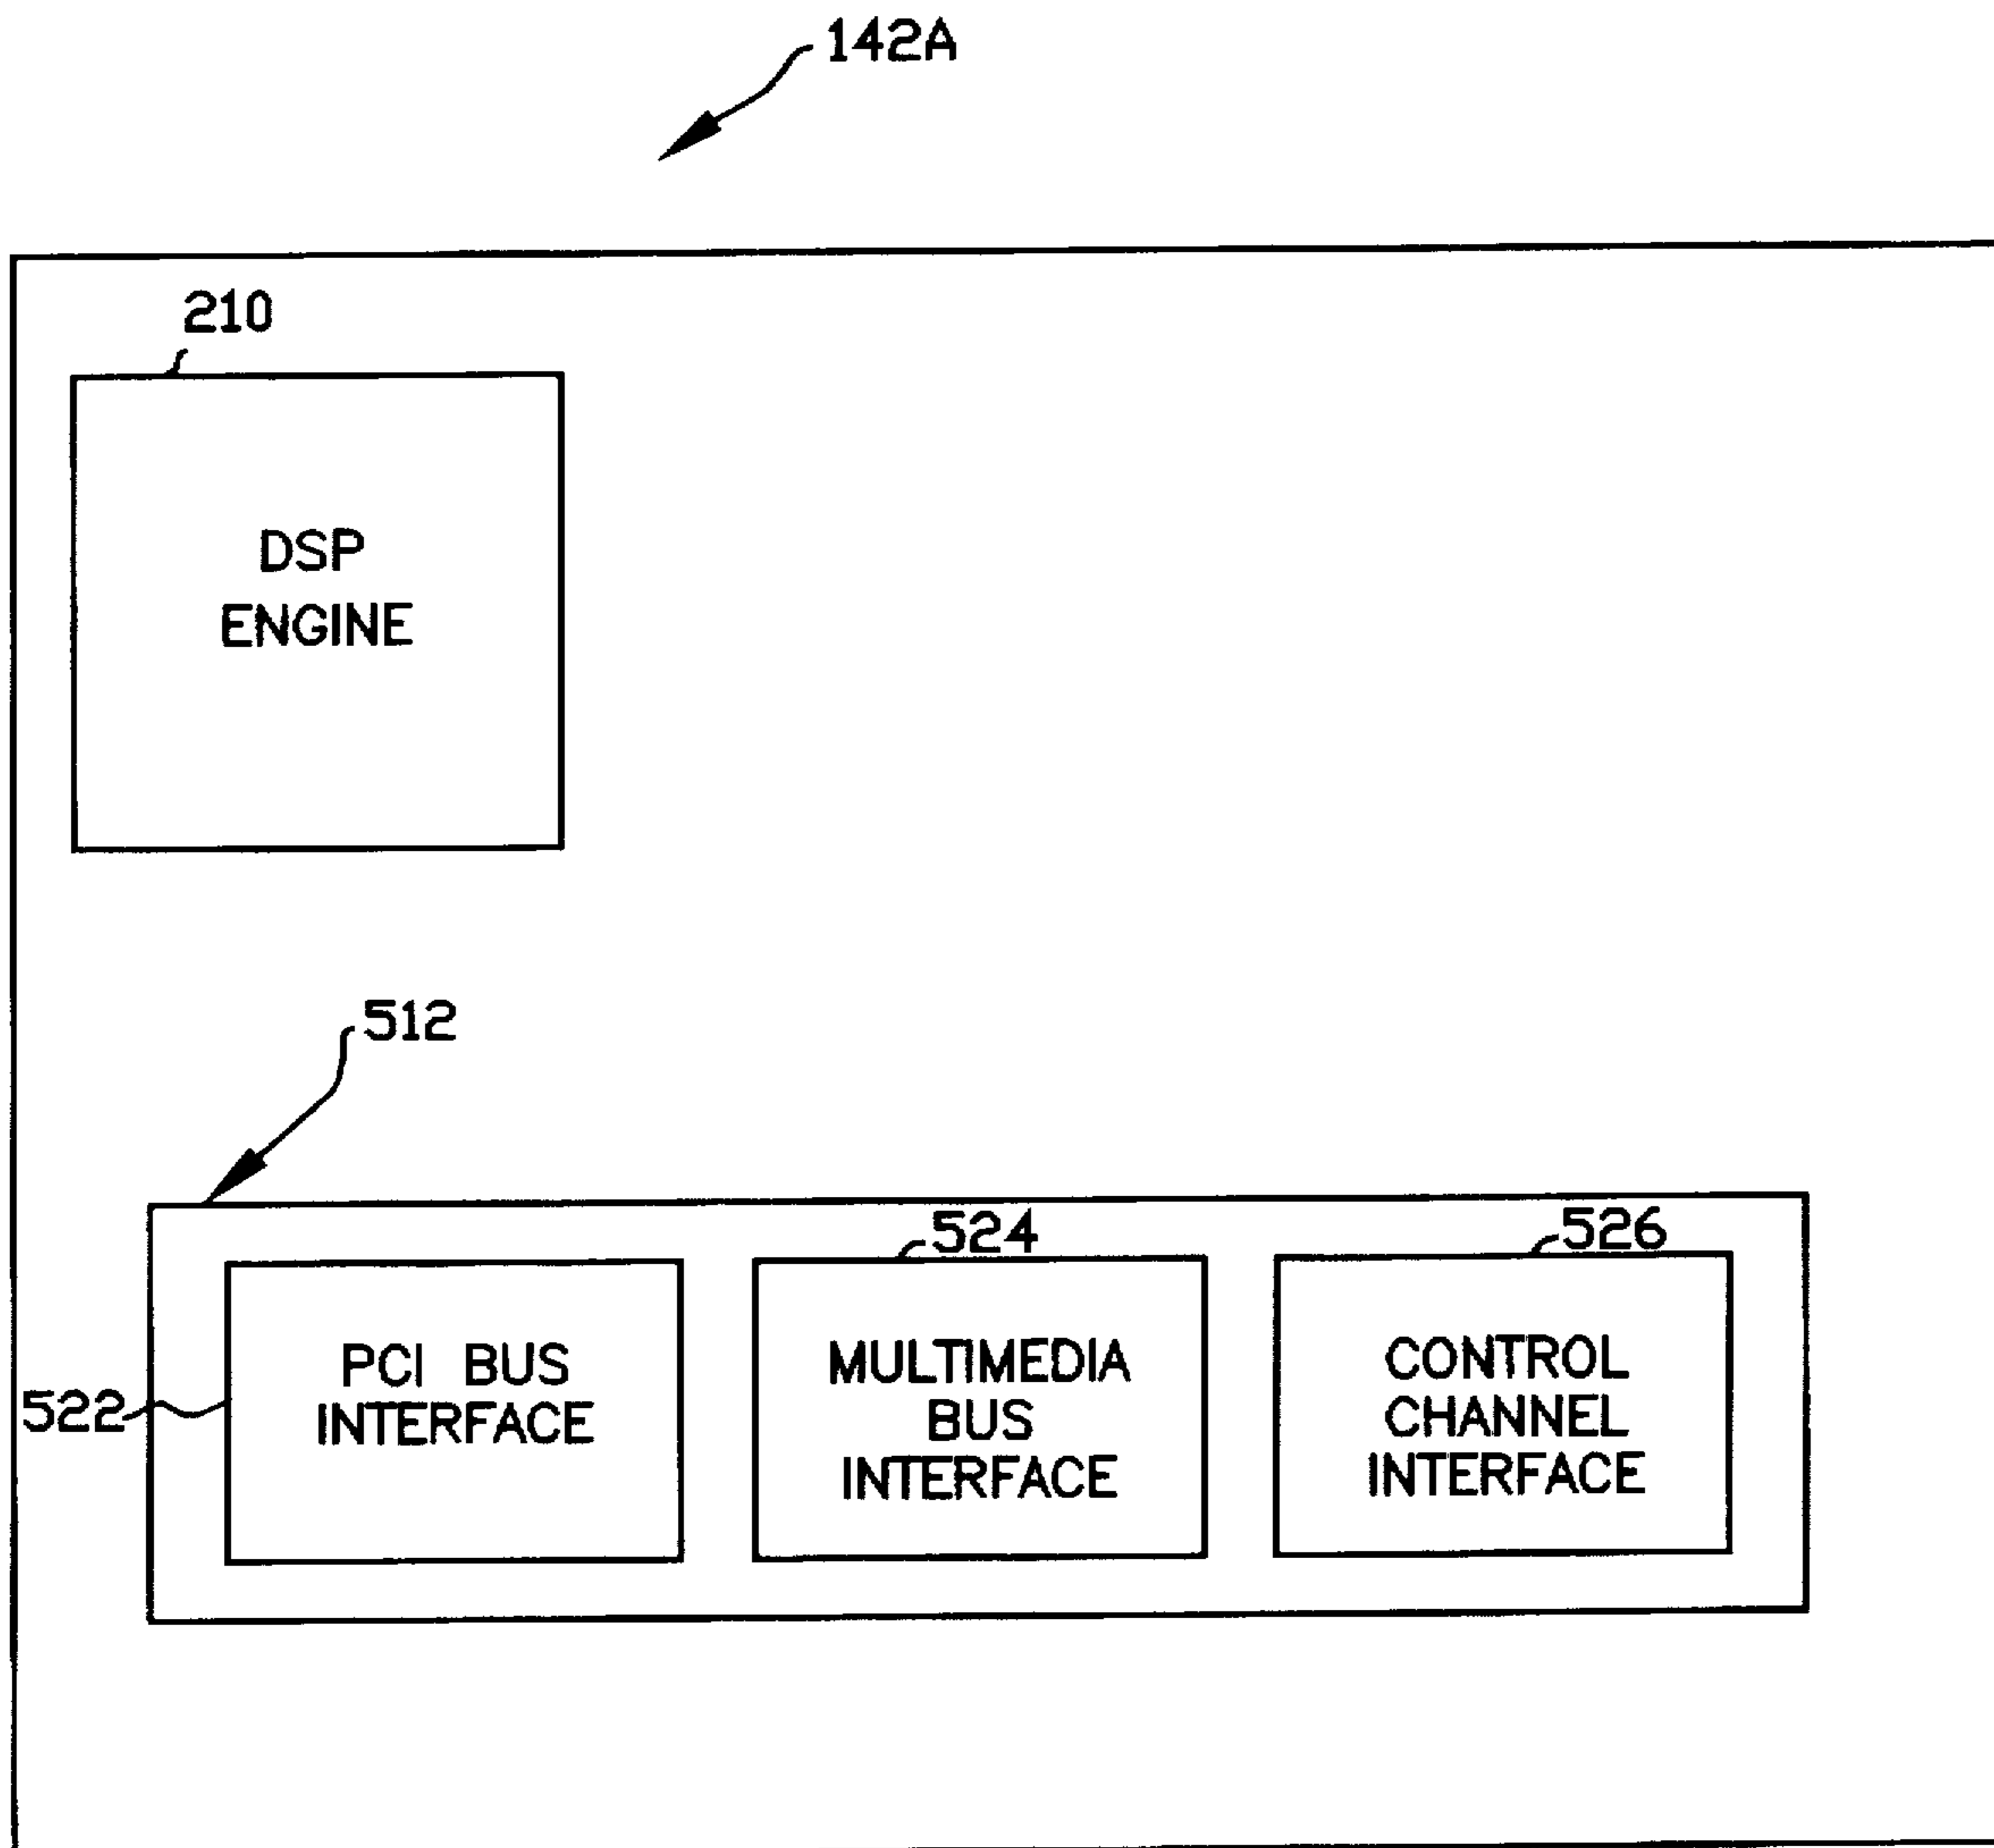 142A
210
DSP
ENGINE
512
524
526
PCI BUS
INTERFACE
522
MULTIMEDIA
BUS
INTERFACE
CONTROL
CHANNEL
INTERFACE